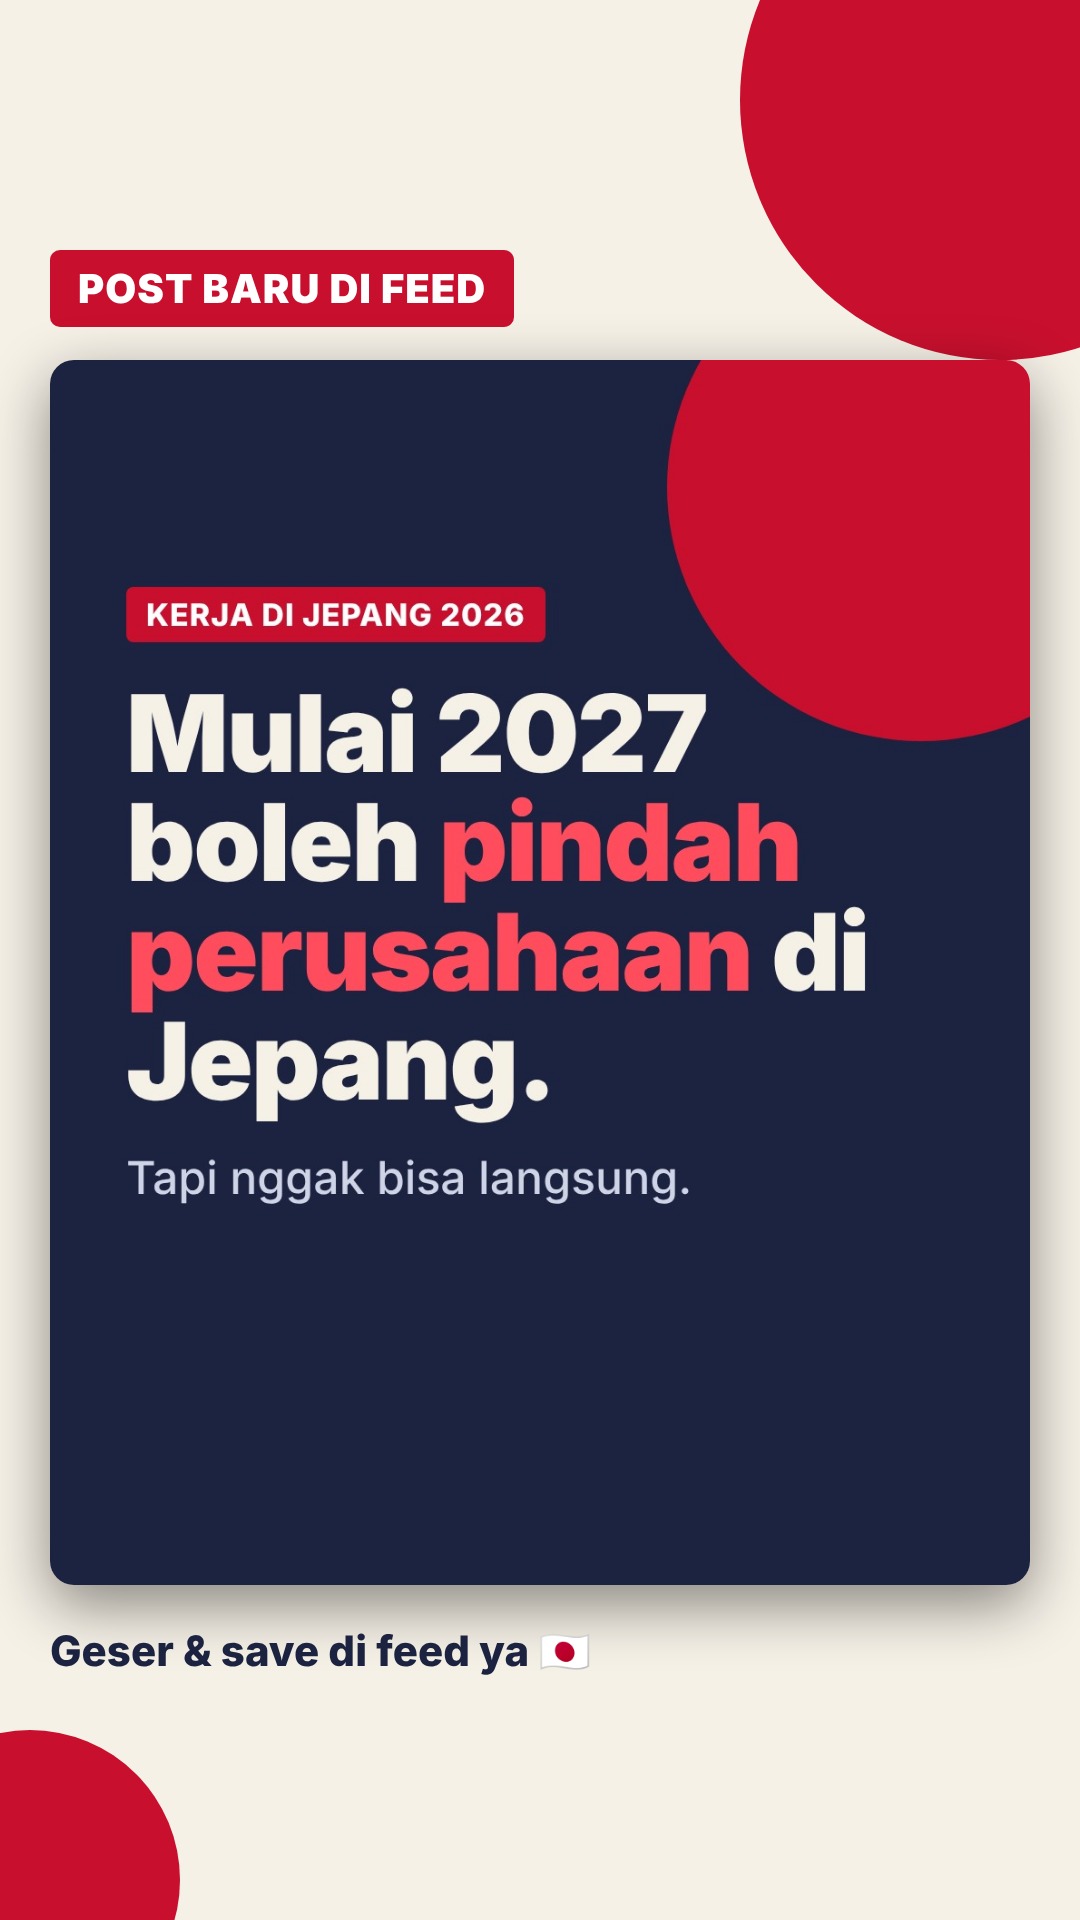 POST BARU DI FEED
KERJA DI JEPANG 2026
Mulai 2027
boleh pindah
perusahaan di
Jepang.
Tapi nggak bisa langsung.
Geser & save di feed ya 🇯🇵